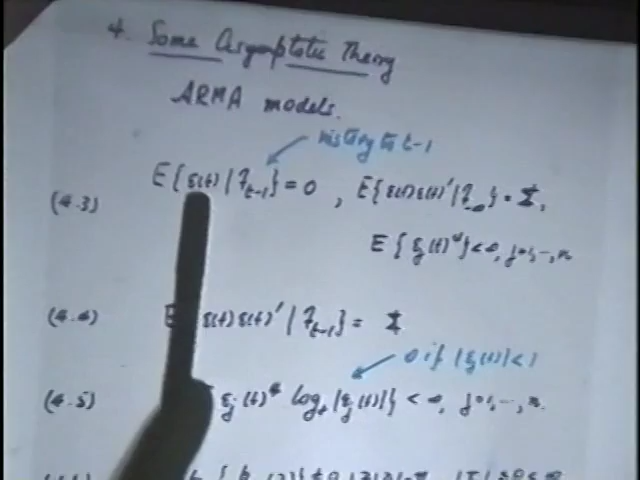 4. Some Asymptotic Theory
ARMA models.
history to t-1
(4.3) E{ε(t)|ℱ_{t-1}} = 0, E{ε(t)ε(t)'|ℱ_{-∞}} = Σ,
E{ε_j(t)^4} < ∞, j=1,-,n
(4.4) E ε(t)ε(t)' | ℱ_{t-1}} = Σ
0 if |ε_j(t)| < 1
(4.5) ε_j(t)^4 log_+ |ε_j(t)|} < ∞, j=1,-,n.